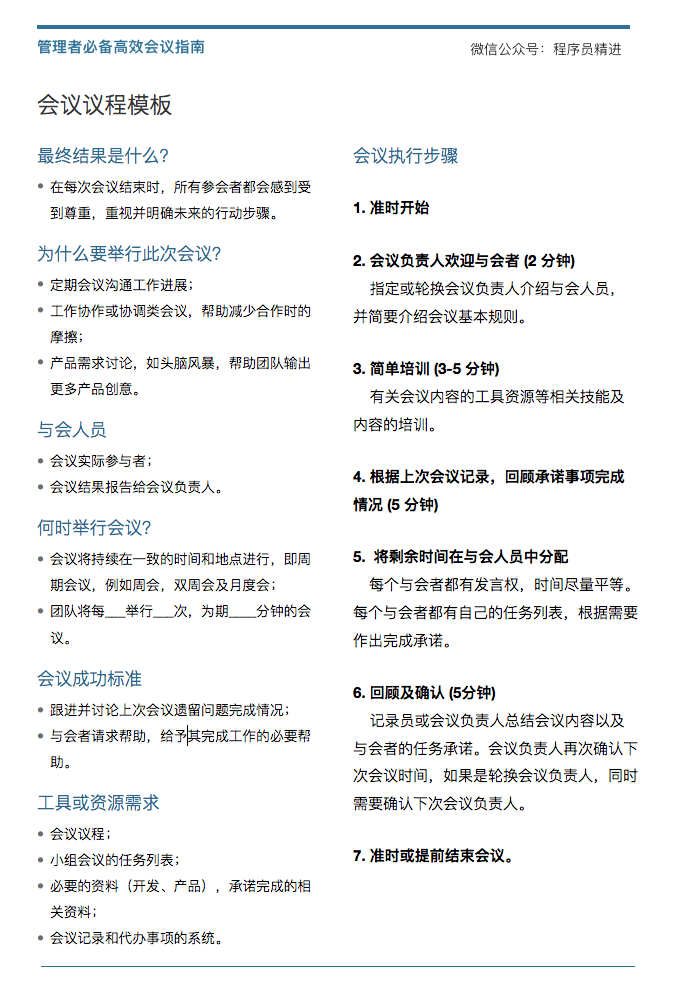 管理者必备高效会议指南
微信公众号：程序员精进
会议议程模板
最终结果是什么？
• 在每次会议结束时，所有参会者都会感到受
到尊重，重视并明确未来的行动步骤。
为什么要举行此次会议？
• 定期会议沟通工作进展；
• 工作协作或协调类会议，帮助减少合作时的
摩擦；
• 产品需求讨论，如头脑风暴，帮助团队输出
更多产品创意。
与会人员
• 会议实际参与者；
• 会议结果报告给会议负责人。
何时举行会议？
• 会议将持续在一致的时间和地点进行，即周
期会议，例如周会，双周会及月度会；
• 团队将每___举行___次，为期____分钟的会
议。
会议成功标准
• 跟进并讨论上次会议遗留问题完成情况；
• 与会者请求帮助，给予其完成工作的必要帮
助。
工具或资源需求
• 会议议程；
• 小组会议的任务列表；
• 必要的资料（开发、产品），承诺完成的相
关资料；
• 会议记录和代办事项的系统。
会议执行步骤
1. 准时开始
2. 会议负责人欢迎与会者 (2 分钟)
指定或轮换会议负责人介绍与会人员，
并简要介绍会议基本规则。
3. 简单培训 (3-5 分钟)
有关会议内容的工具资源等相关技能及
内容的培训。
4. 根据上次会议记录，回顾承诺事项完成
情况 (5 分钟)
5. 将剩余时间在与会人员中分配
每个与会者都有发言权，时间尽量平等。
每个与会者都有自己的任务列表，根据需要
作出完成承诺。
6. 回顾及确认 (5分钟)
记录员或会议负责人总结会议内容以及
与会者的任务承诺。会议负责人再次确认下
次会议时间，如果是轮换会议负责人，同时
需要确认下次会议负责人。
7. 准时或提前结束会议。